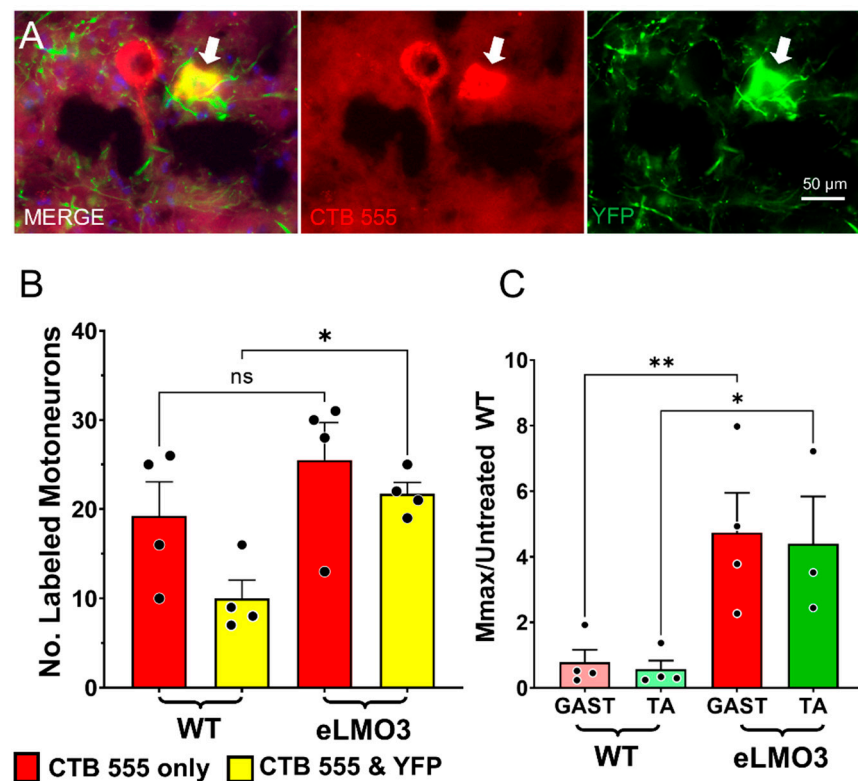 A
MERGE
CTB 555
YFP
50 µm
B
No. Labeled Motoneurons
40
30
20
10
0
ns
*
WT
eLMO3
CTB 555 only
CTB 555 & YFP
C
Mmax/Untreated WT
10
8
6
4
2
0
**
*
GAST TA GAST TA
WT eLMO3